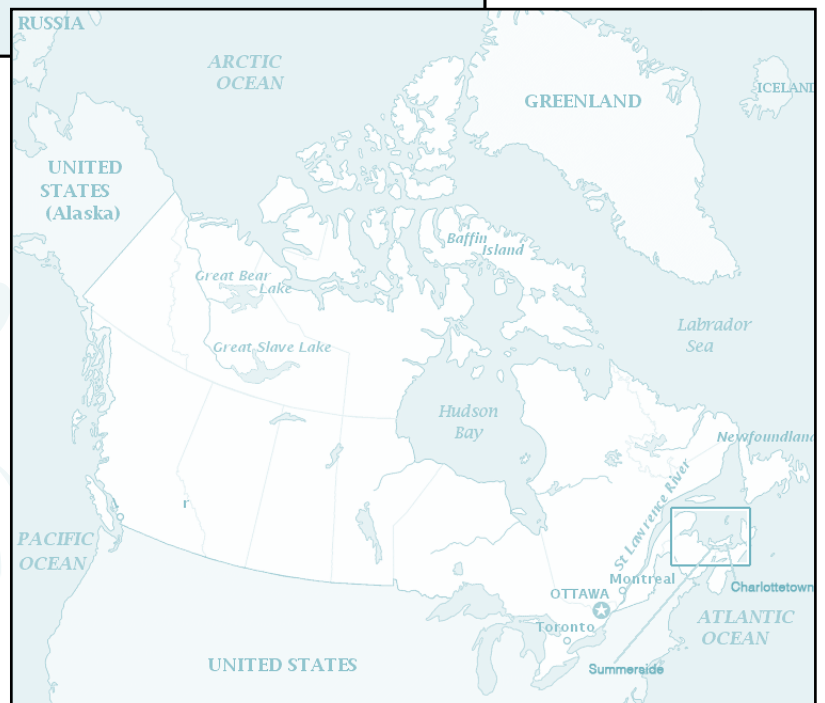 RUSSIA
ARCTIC
OCEAN
GREENLAND
ICELAND
UNITED
STATES
(Alaska)
Baffin
Island
Great Bear
Lake
Labrador
Sea
Great Slave Lake
Hudson
Bay
Newfoundland
St Lawrence River
r
PACIFIC
OCEAN
Montreal
OTTAWA
Charlottetown
ATLANTIC
OCEAN
Toronto
UNITED STATES
Summerside